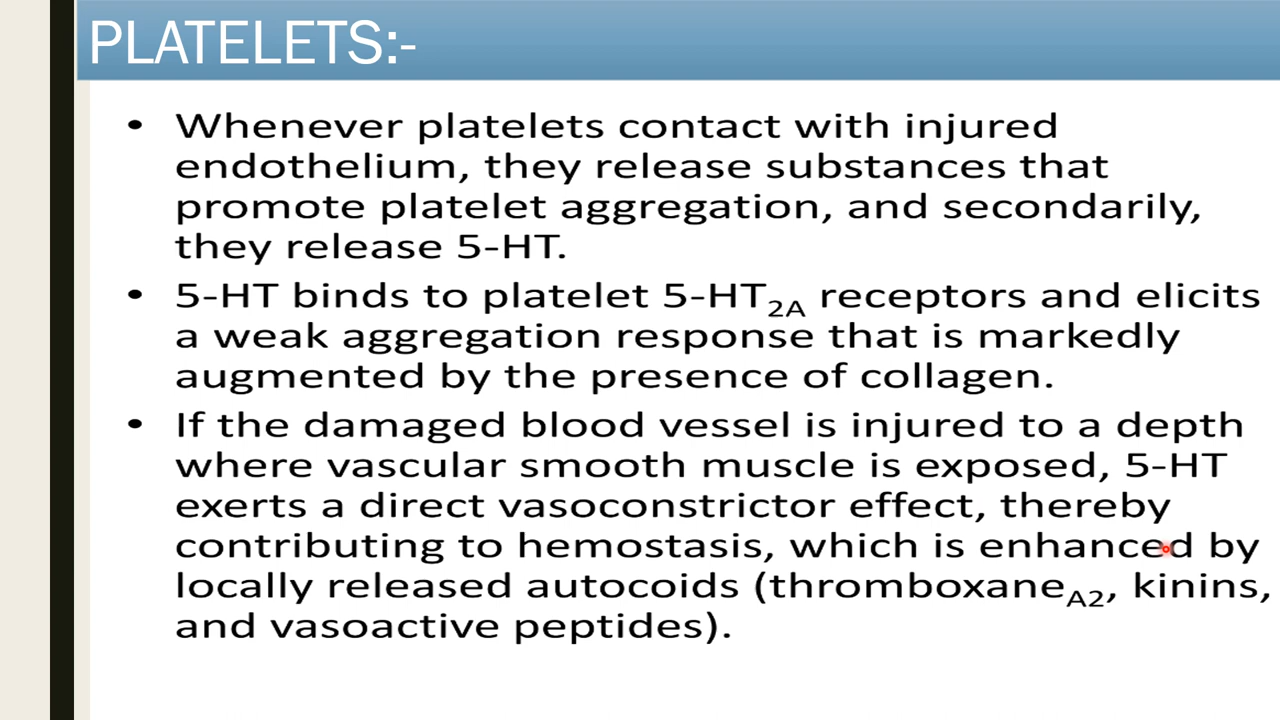 PLATELETS:-
• Whenever platelets contact with injured
endothelium, they release substances that
promote platelet aggregation, and secondarily,
they release 5-HT.
• 5-HT binds to platelet 5-HT2A receptors and elicits
a weak aggregation response that is markedly
augmented by the presence of collagen.
• If the damaged blood vessel is injured to a depth
where vascular smooth muscle is exposed, 5-HT
exerts a direct vasoconstrictor effect, thereby
contributing to hemostasis, which is enhanced by
locally released autocoids (thromboxaneA2, kinins,
and vasoactive peptides).